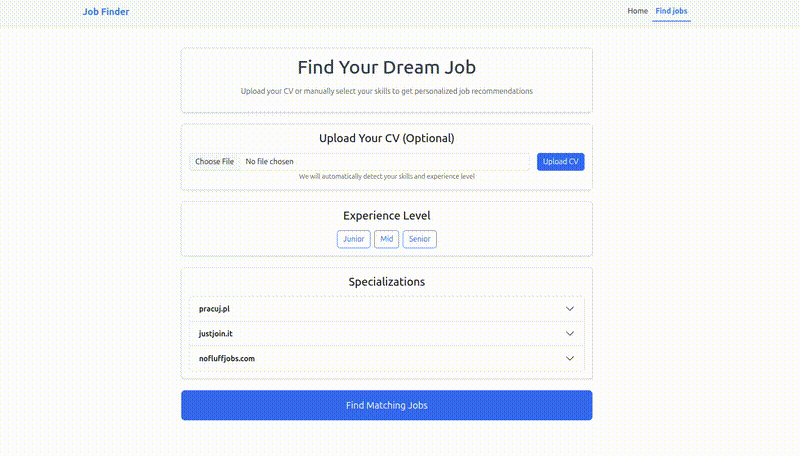 Job Finder Home Find jobs
Find Your Dream Job
Upload your CV or manually select your skills to get personalized job recommendations
Upload Your CV (Optional)
Choose File No file chosen Upload CV
We will automatically detect your skills and experience level
Experience Level
Junior Mid Senior
Specializations
pracuj.pl
justjoin.it
nofluffjobs.com
Find Matching Jobs